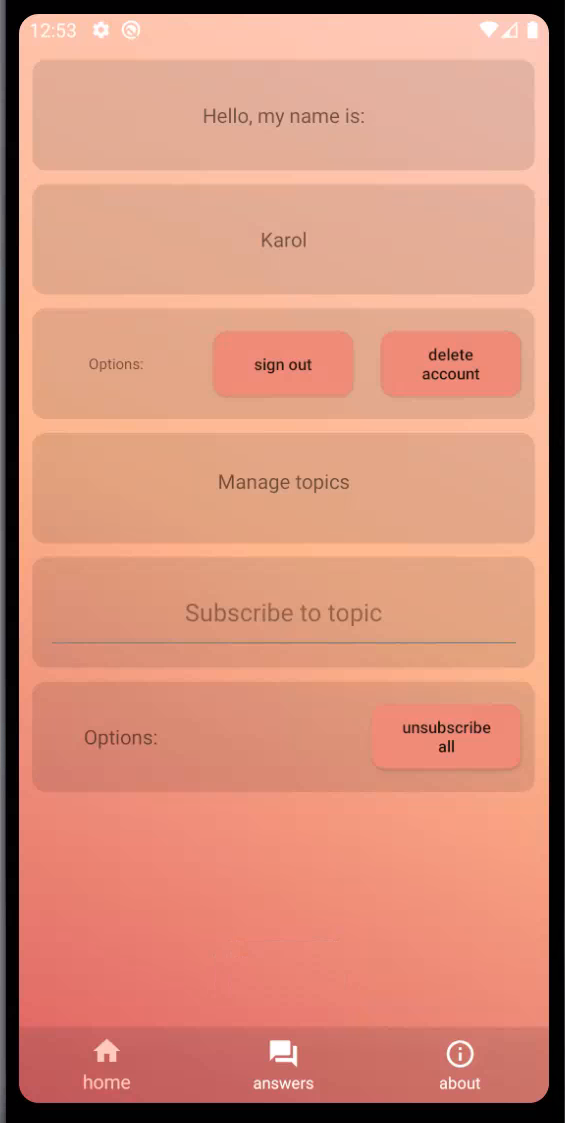 12:53
Hello, my name is:
Karol
Options:
sign out
delete
account
Manage topics
Subscribe to topic
Options:
unsubscribe
all
home
answers
about